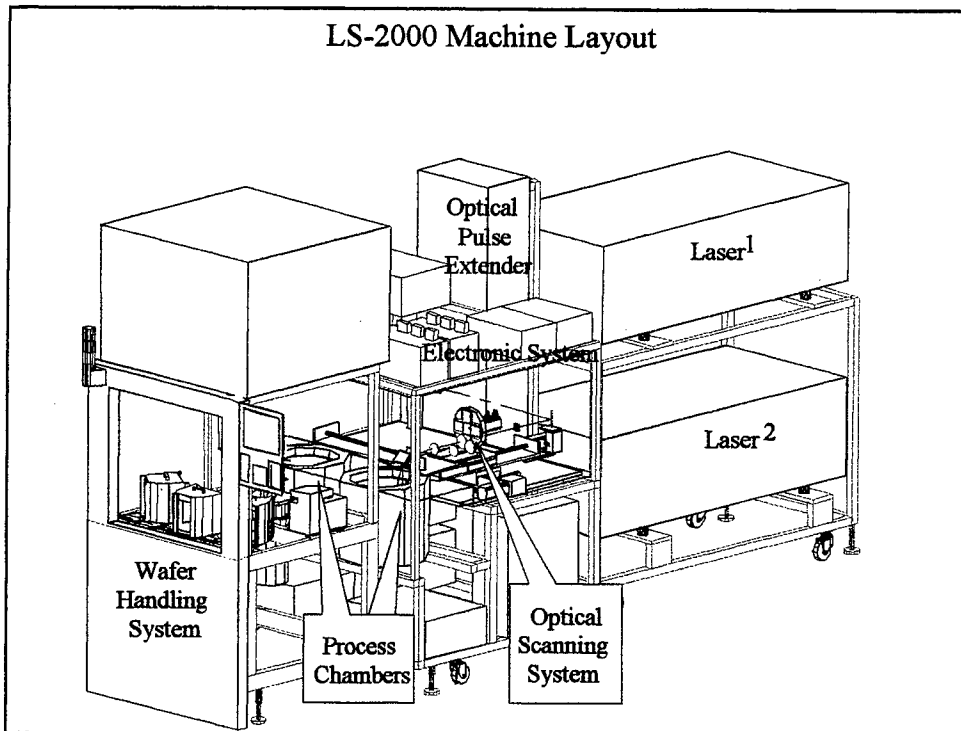 LS-2000 Machine Layout
Optical
Pulse
Extender
Laser1
Electronic System
Laser2
Wafer
Handling
System
Process
Chambers
Optical
Scanning
System